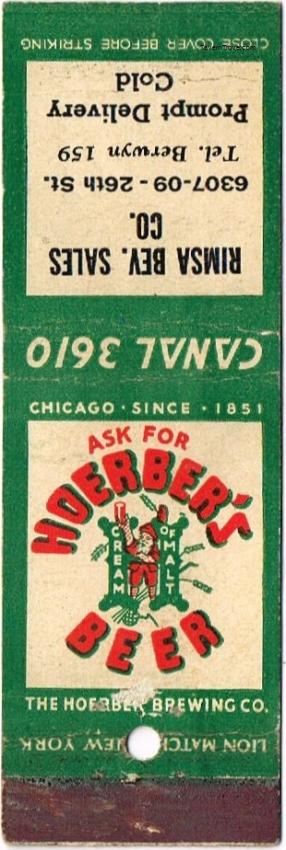 CLOSE COVER BEFORE STRIKING
RIMSA BEV. SALES
CO.
6307-09-26th St.
Tel. Berwyn 159
Prompt Delivery
Cold
CANAL 3610
CHICAGO · SINCE · 1851
ASK FOR
HOERBER'S
CREAM
OF MALT
BEER
THE HOERBER BREWING CO.
LION MATCH NEW YORK